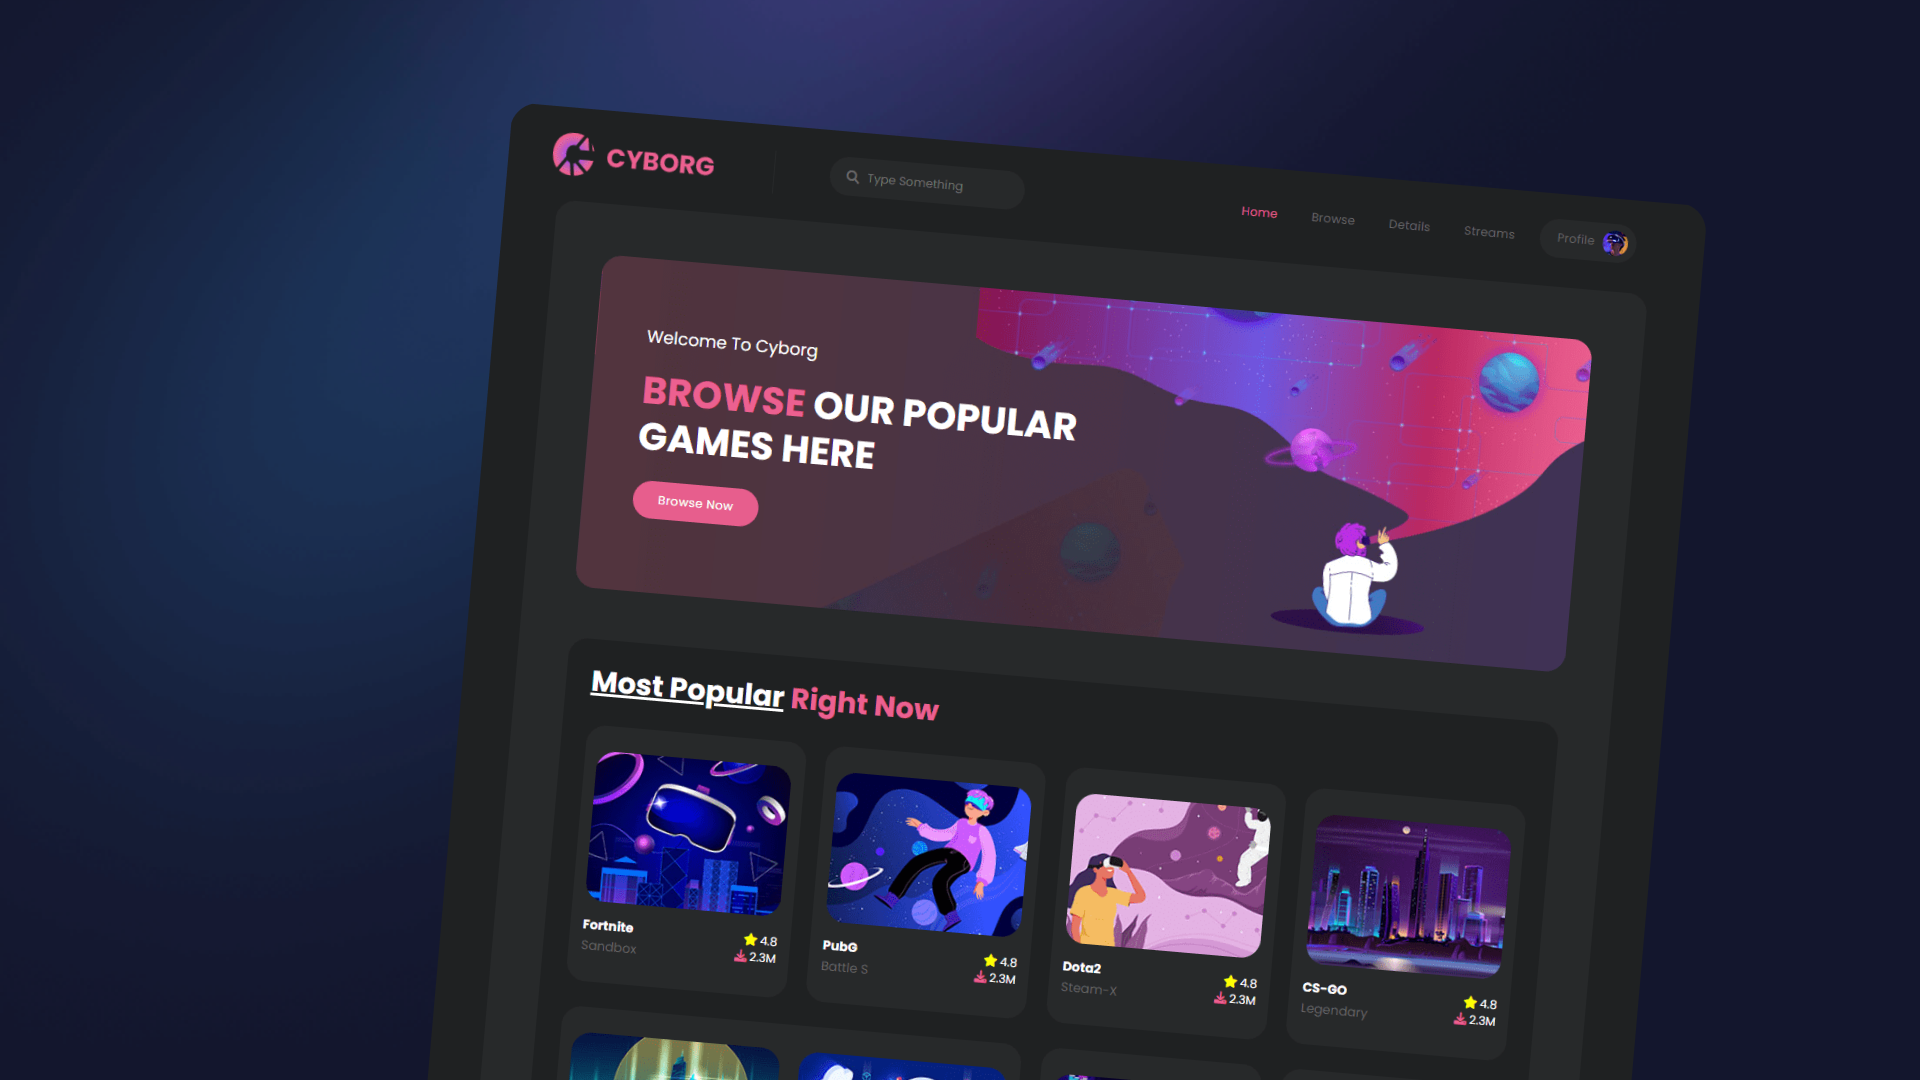 CYBORG
Type Something
Home
Browse
Details
Streams
Profile
Welcome To Cyborg
BROWSE OUR POPULAR
GAMES HERE
Browse Now
Most Popular Right Now
Fortnite
Sandbox
4.8
2.3M
PubG
Battle S
4.8
2.3M
Dota2
Steam-X
4.8
2.3M
CS-GO
Legendary
4.8
2.3M